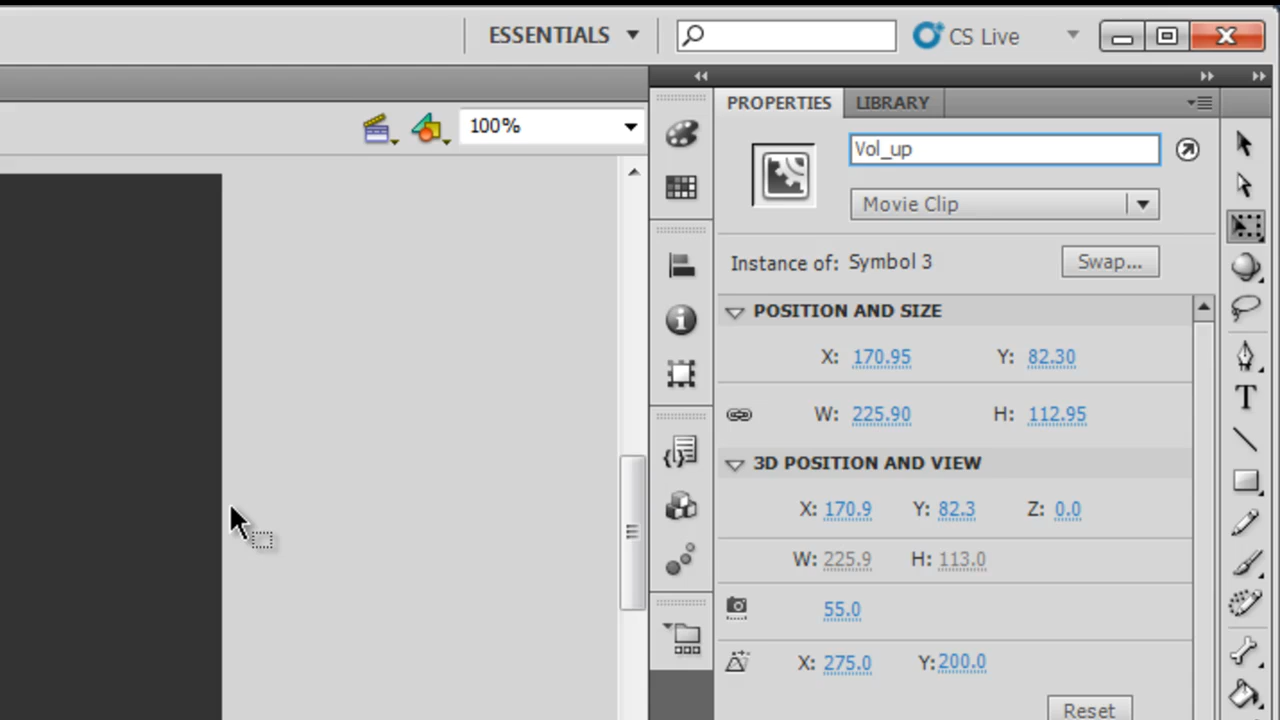 ESSENTIALS
CS Live
PROPERTIES LIBRARY
100%
Vol_up
Movie Clip
Instance of: Symbol 3 Swap...
POSITION AND SIZE
X: 170.95 Y: 82.30
W: 225.90 H: 112.95
3D POSITION AND VIEW
X: 170.9 Y: 82.3 Z: 0.0
W: 225.9 H: 113.0
55.0
X: 275.0 Y: 200.0
Reset